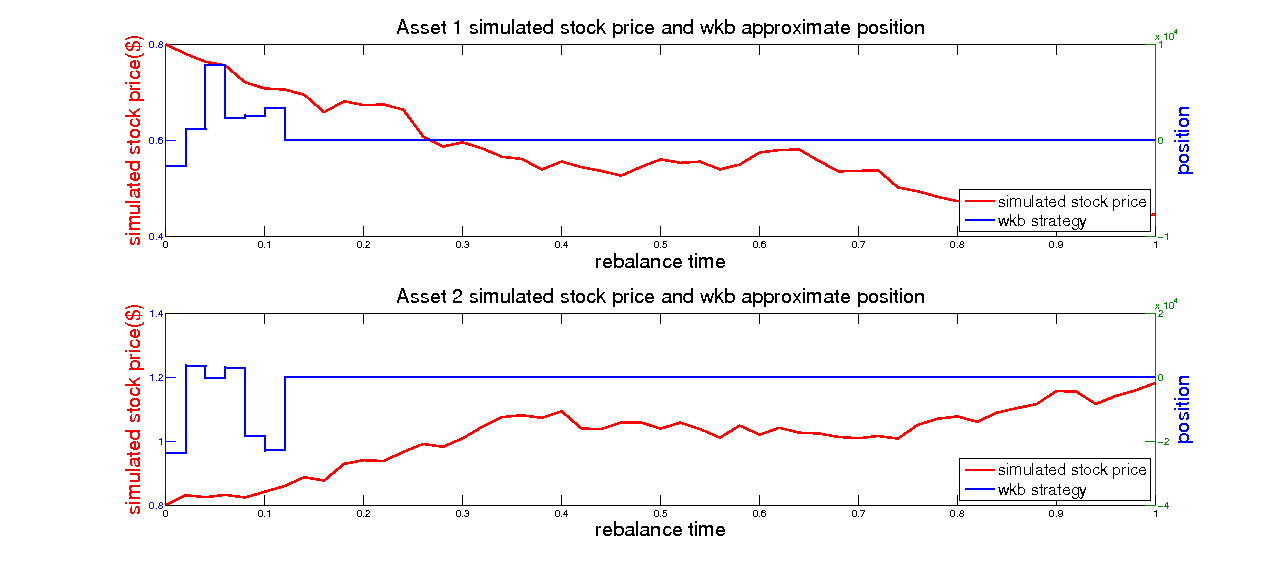 Asset 1 simulated stock price and wkb approximate position
x 10^4
simulated stock price($)
0.8
0.6
0.4
1
0
-1
position
simulated stock price
wkb strategy
0 0.1 0.2 0.3 0.4 0.5 0.6 0.7 0.8 0.9 1
rebalance time
Asset 2 simulated stock price and wkb approximate position
x 10^4
simulated stock price($)
1.4
1.2
1
0.8
2
0
-2
-4
position
simulated stock price
wkb strategy
0 0.1 0.2 0.3 0.4 0.5 0.6 0.7 0.8 0.9 1
rebalance time